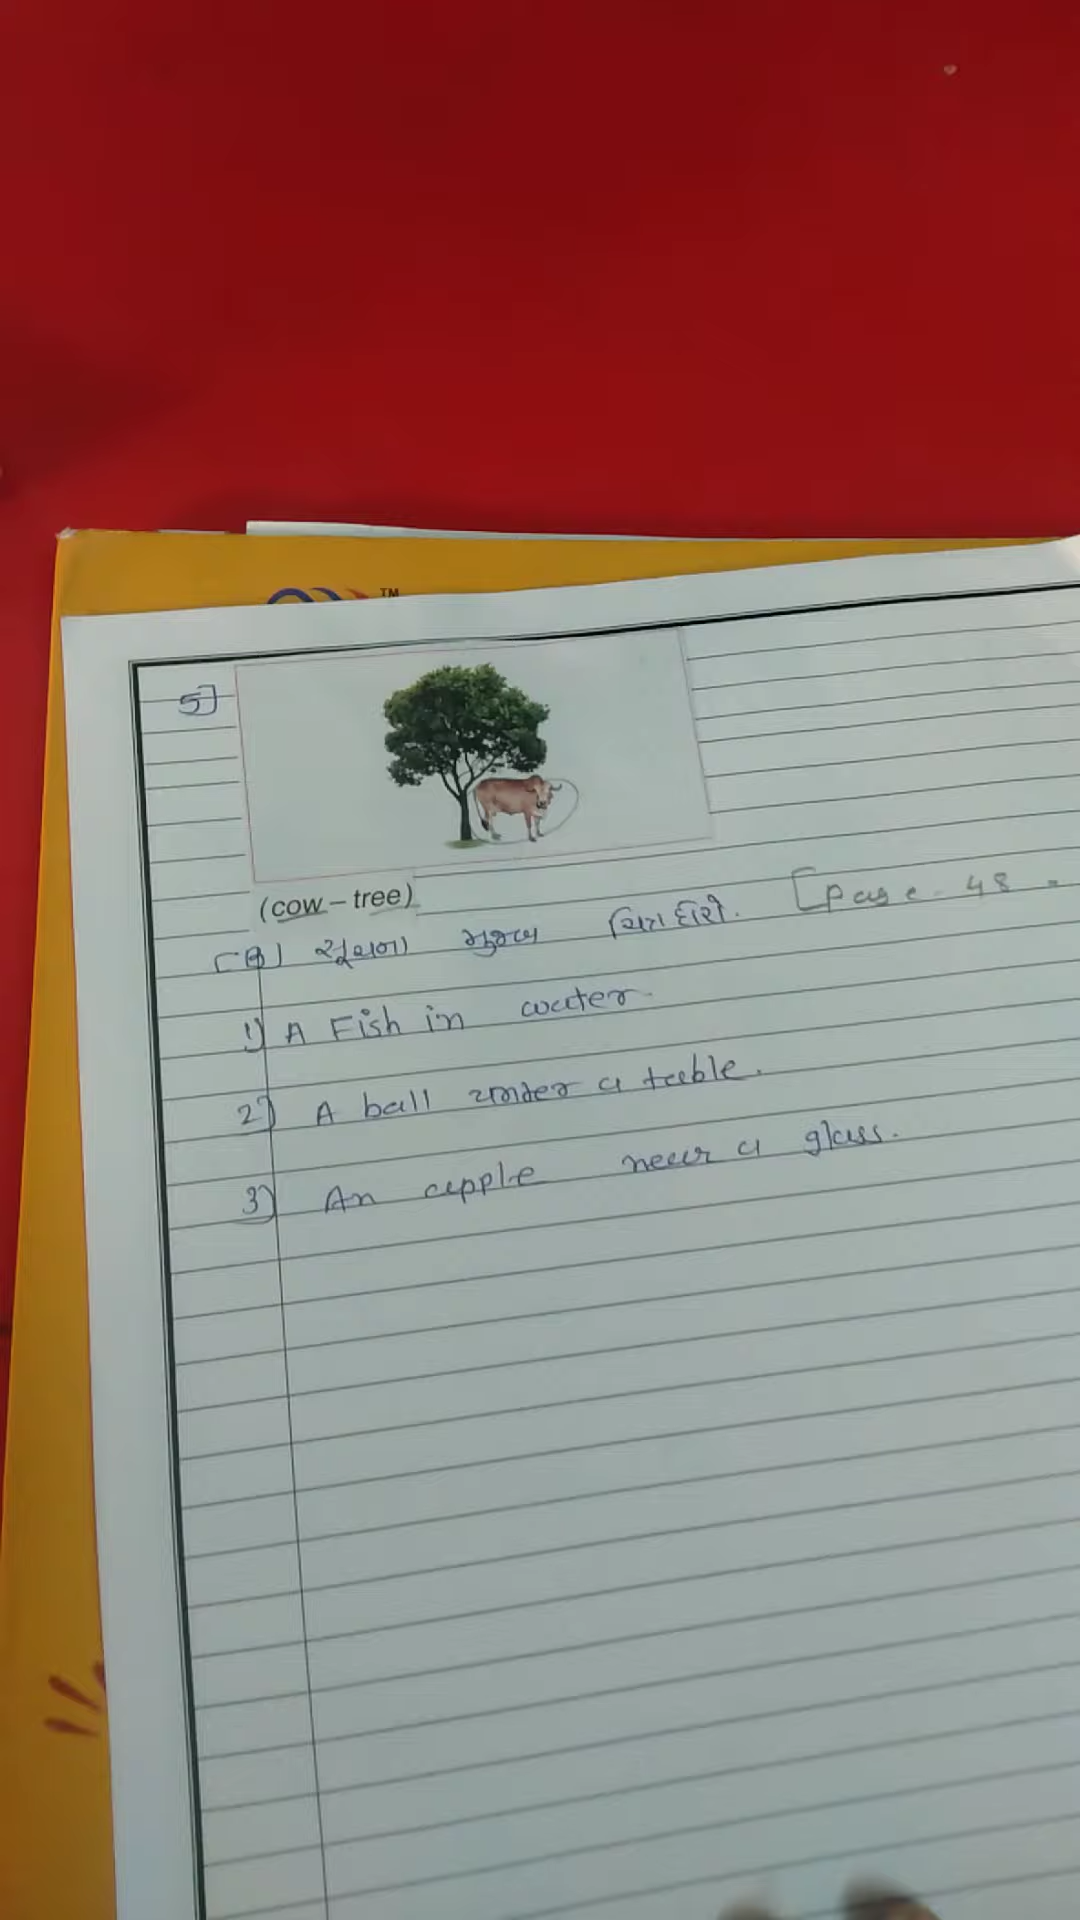 TM
5]
(cow – tree)
[B] સૂચના મુજબ ચિત્ર દોરો. [Page - 48
1] A Fish in water.
2] A ball under a table.
3] An apple near a glass.